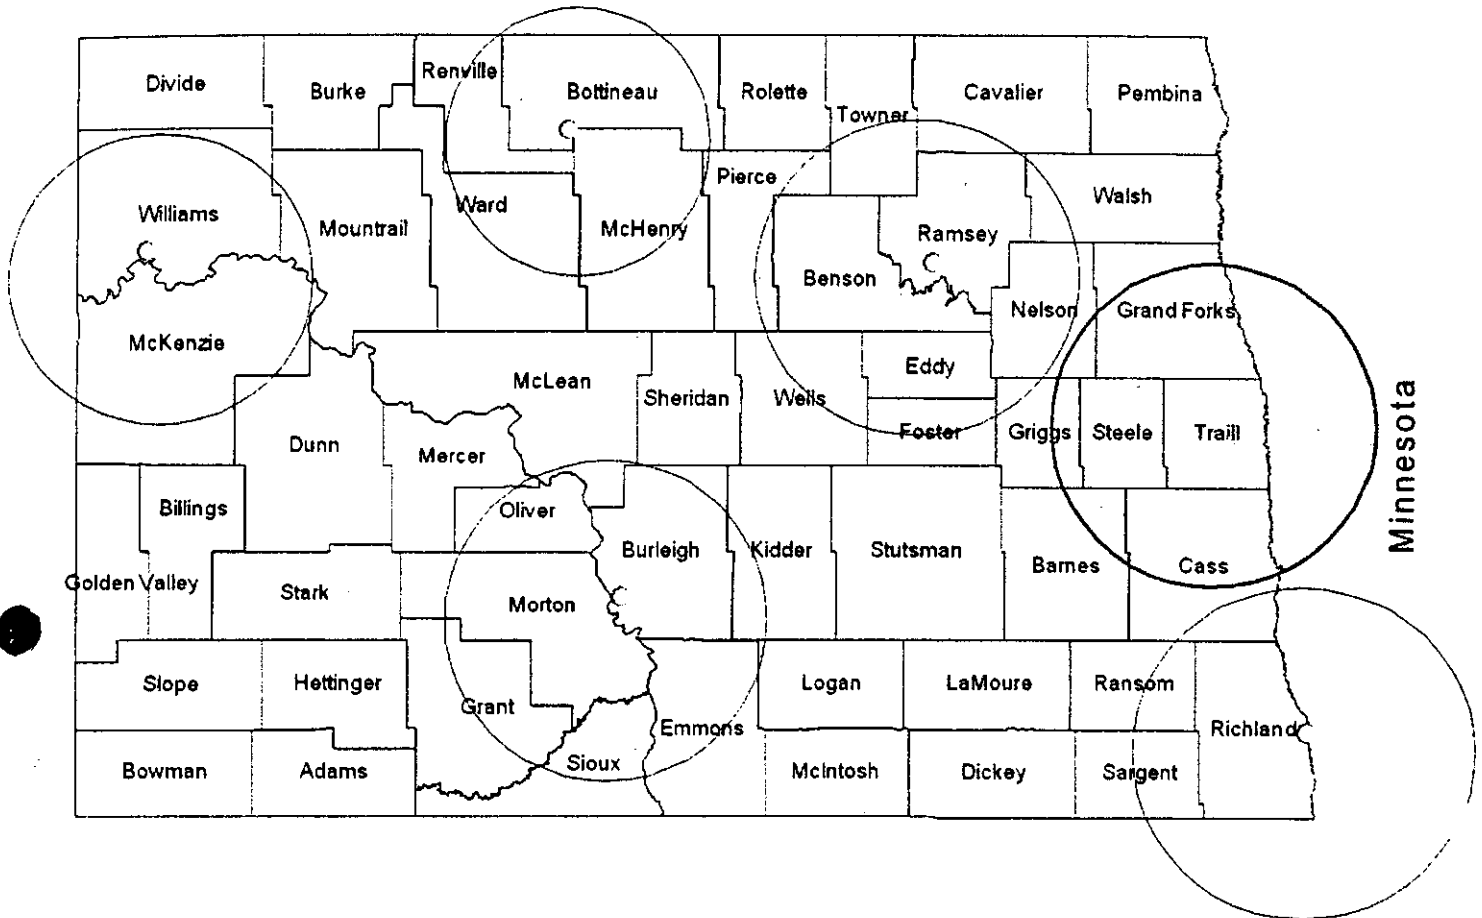 Divide
Burke
Renville
Bottineau
Rolette
Towner
Cavalier
Pembina
Williams
Mountrail
Ward
McHenry
Pierce
Benson
Ramsey
Walsh
McKenzie
Nelson
Grand Forks
McLean
Sheridan
Wells
Eddy
Foster
Griggs
Steele
Traill
Minnesota
Dunn
Mercer
Billings
Oliver
Burleigh
Kidder
Stutsman
Barnes
Cass
Golden Valley
Stark
Morton
Slope
Hettinger
Grant
Emmons
Logan
LaMoure
Ransom
Richland
Bowman
Adams
Sioux
McIntosh
Dickey
Sargent